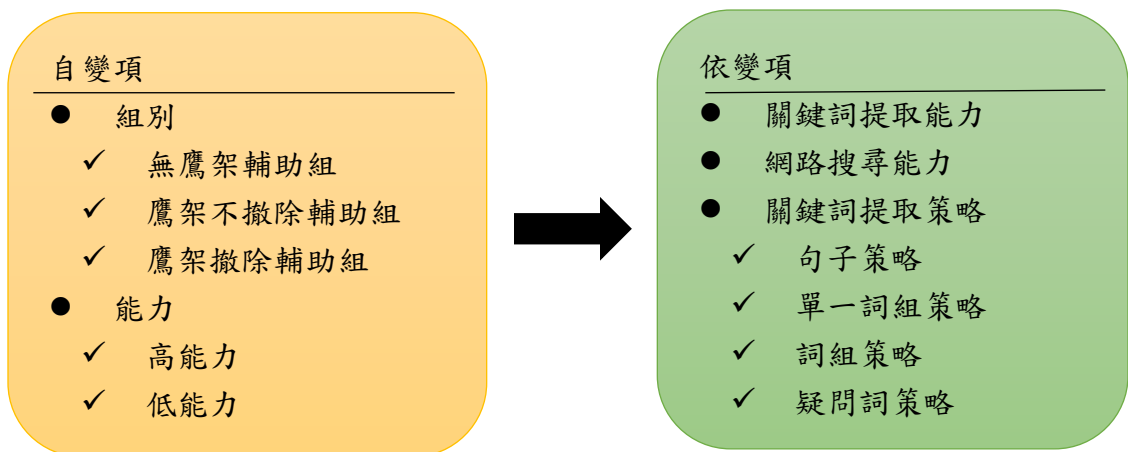 自變項
● 組別
✓ 無鷹架輔助組
✓ 鷹架不撤除輔助組
✓ 鷹架撤除輔助組
● 能力
✓ 高能力
✓ 低能力
依變項
● 關鍵詞提取能力
● 網路搜尋能力
● 關鍵詞提取策略
✓ 句子策略
✓ 單一詞組策略
✓ 詞組策略
✓ 疑問詞策略